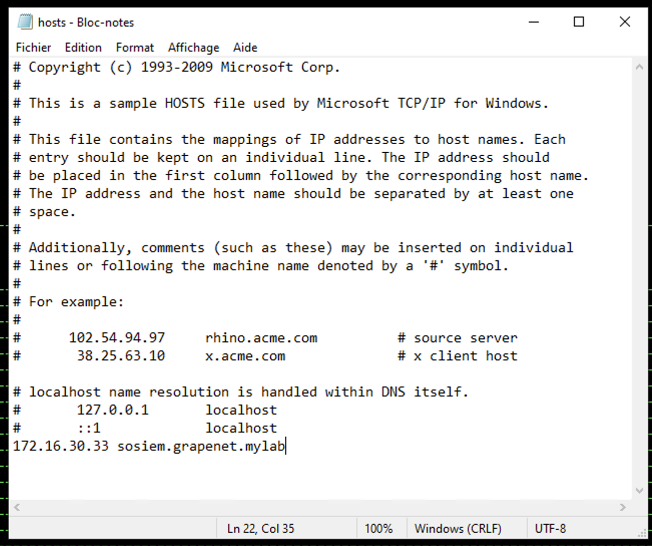 hosts - Bloc-notes
Fichier Edition Format Affichage Aide
# Copyright (c) 1993-2009 Microsoft Corp.
#
# This is a sample HOSTS file used by Microsoft TCP/IP for Windows.
#
# This file contains the mappings of IP addresses to host names. Each
# entry should be kept on an individual line. The IP address should
# be placed in the first column followed by the corresponding host name.
# The IP address and the host name should be separated by at least one
# space.
#
# Additionally, comments (such as these) may be inserted on individual
# lines or following the machine name denoted by a '#' symbol.
#
# For example:
#
#      102.54.94.97     rhino.acme.com          # source server
#       38.25.63.10     x.acme.com              # x client host

# localhost name resolution is handled within DNS itself.
#       127.0.0.1       localhost
#       ::1             localhost
172.16.30.33 sosiem.grapenet.mylab
Ln 22, Col 35 100% Windows (CRLF) UTF-8